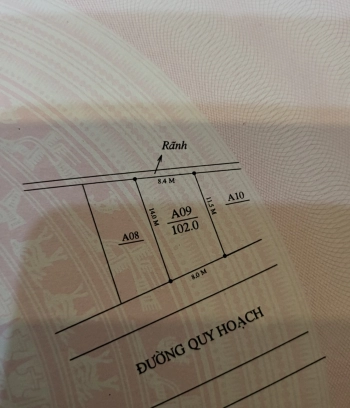 Rãnh
8.4 M
A10
11.5 M
14.0 M
A09
102.0
A08
8.0 M
ĐƯỜNG QUY HOẠCH